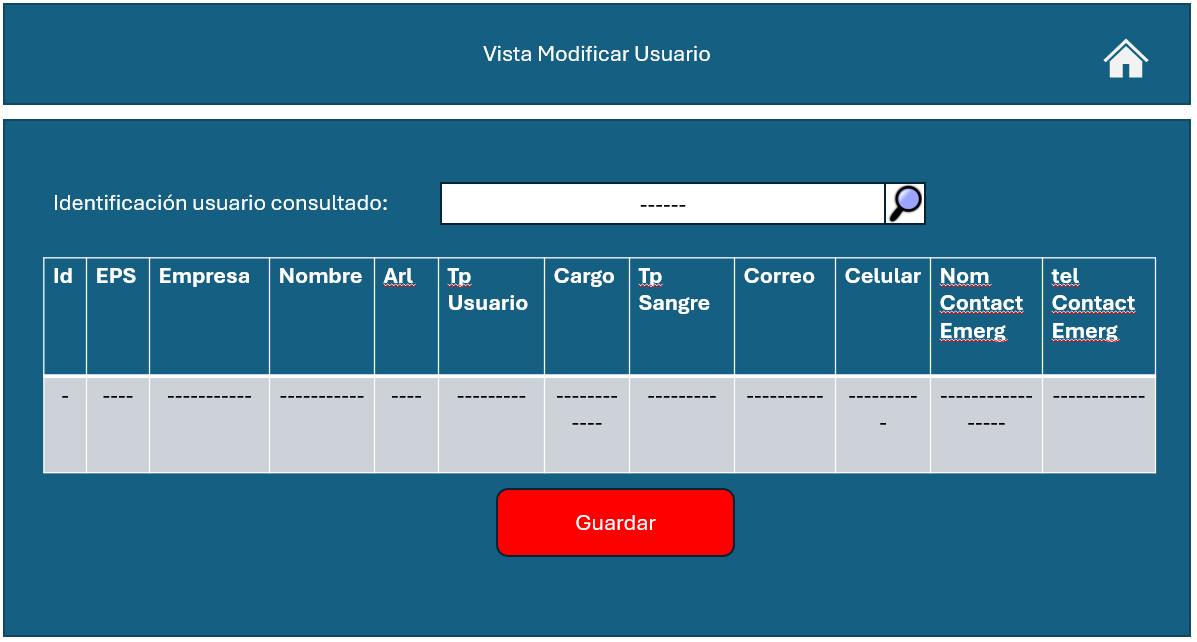 Vista Modificar Usuario
Identificación usuario consultado:
------
Id EPS Empresa Nombre Arl Tp Usuario Cargo Tp Sangre Correo Celular Nom Contact Emerg tel Contact Emerg
- ---- ----------- ----------- ---- --------- -------- ---- --------- ---------- --------- - ------------ ----- ------------
Guardar